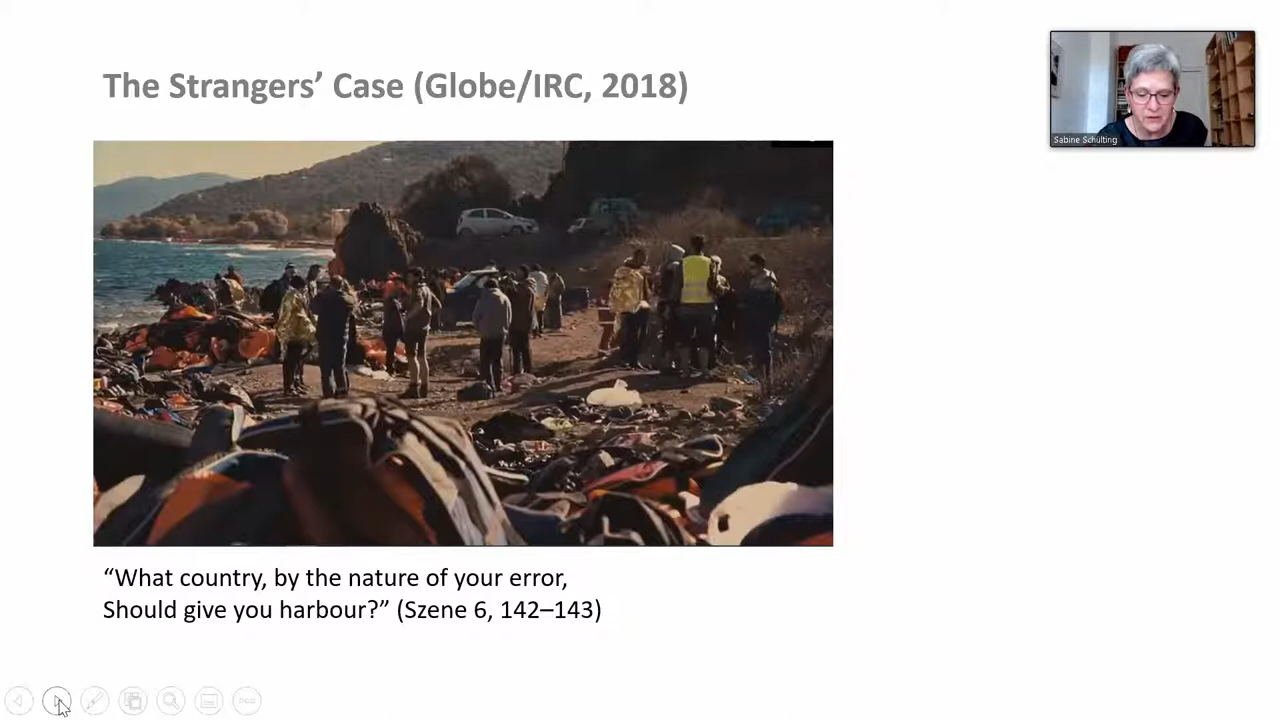 The Strangers’ Case (Globe/IRC, 2018)
Sabine Schülting
“What country, by the nature of your error,
Should give you harbour?” (Szene 6, 142–143)